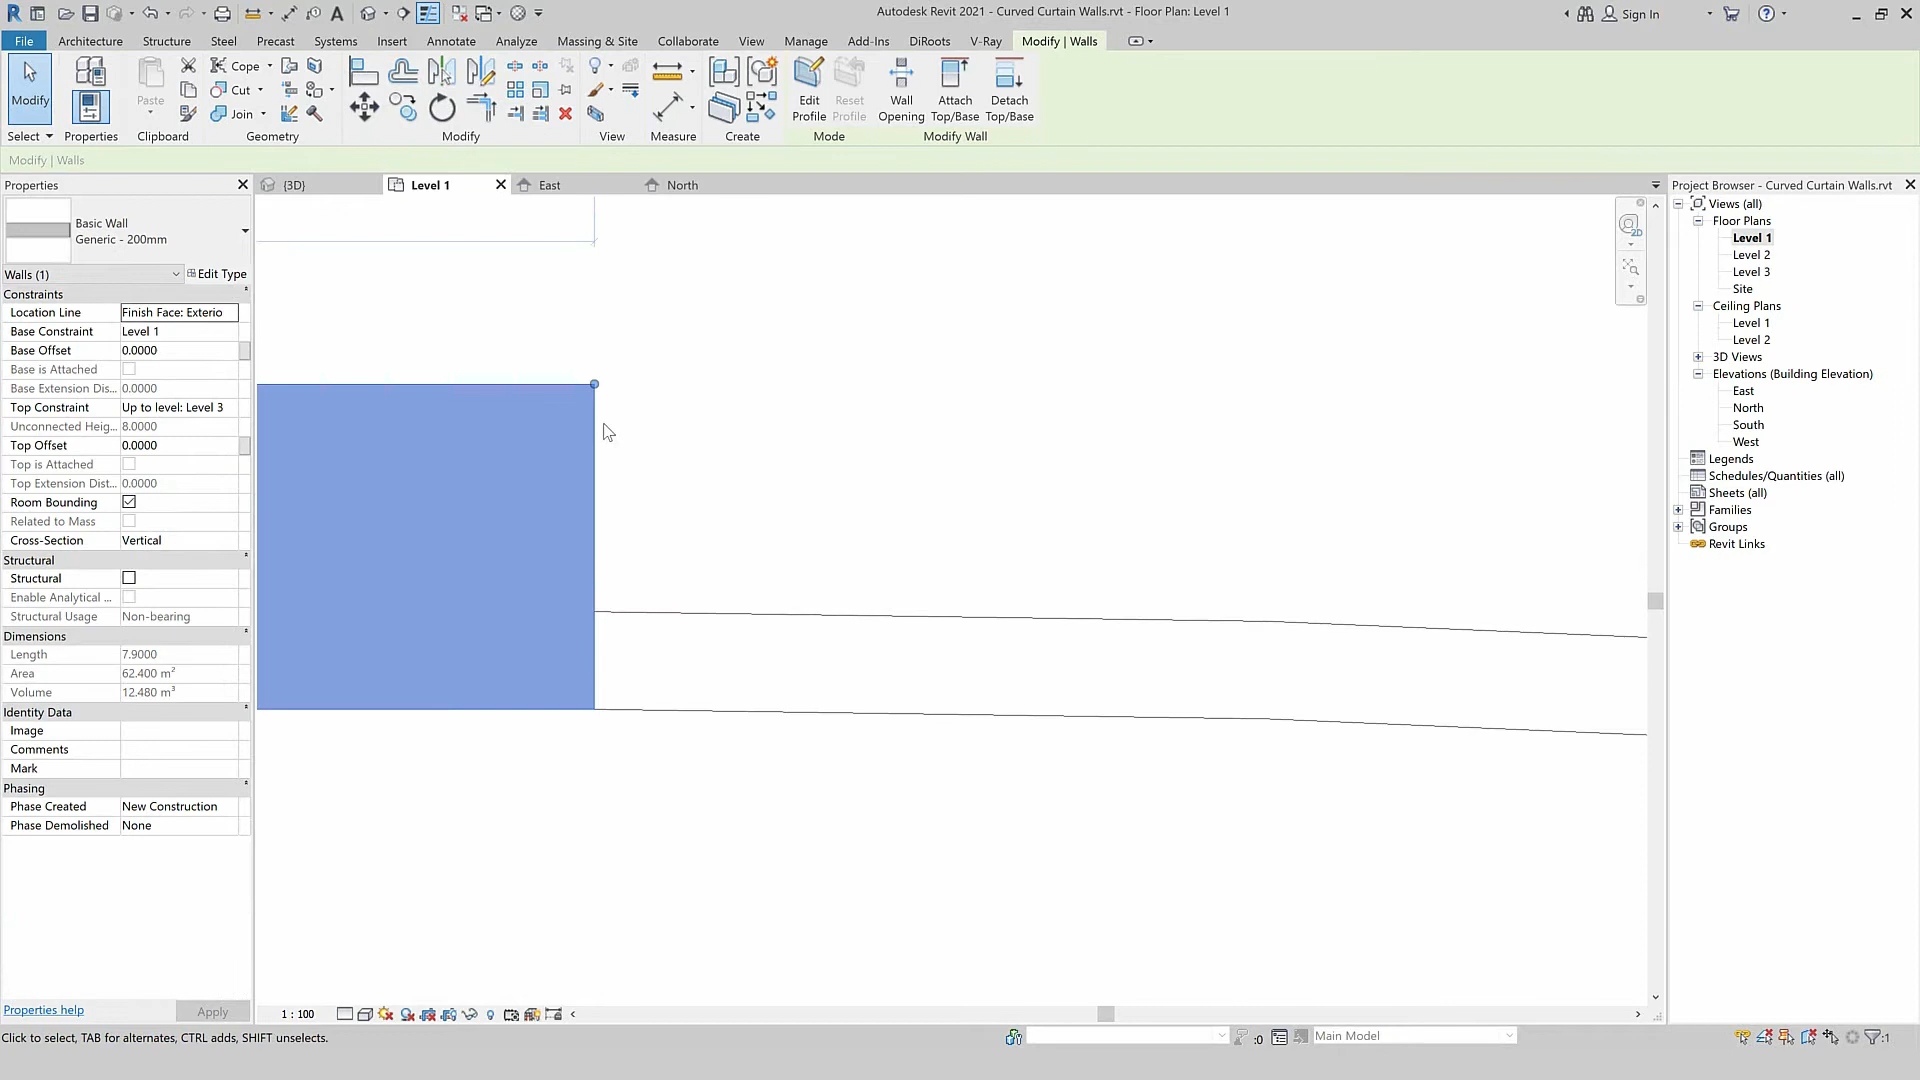 Autodesk Revit 2021 - Curved Curtain Walls.rvt - Floor Plan: Level 1
Sign In
File
Architecture
Structure
Steel
Precast
Systems
Insert
Annotate
Analyze
Massing & Site
Collaborate
View
Manage
Add-Ins
DiRoots
V-Ray
Modify | Walls
Modify
Paste
Cope
Cut
Join
Edit Profile
Reset Profile
Wall Opening
Attach Top/Base
Detach Top/Base
Select
Properties
Clipboard
Geometry
Modify
View
Measure
Create
Mode
Modify Wall
Modify | Walls
Properties
Basic Wall
Generic - 200mm
Walls (1)
Edit Type
Constraints
Location Line Finish Face: Exterio
Base Constraint Level 1
Base Offset 0.0000
Base is Attached
Base Extension Dis... 0.0000
Top Constraint Up to level: Level 3
Unconnected Heig... 8.0000
Top Offset 0.0000
Top is Attached
Top Extension Dist... 0.0000
Room Bounding
Related to Mass
Cross-Section Vertical
Structural
Structural
Enable Analytical ...
Structural Usage Non-bearing
Dimensions
Length 7.9000
Area 62.400 m²
Volume 12.480 m³
Identity Data
Image
Comments
Mark
Phasing
Phase Created New Construction
Phase Demolished None
Properties help
Apply
{3D}
Level 1
East
North
2D
1 : 100
Project Browser - Curved Curtain Walls.rvt
Views (all)
Floor Plans
Level 1
Level 2
Level 3
Site
Ceiling Plans
Level 1
Level 2
3D Views
Elevations (Building Elevation)
East
North
South
West
Legends
Schedules/Quantities (all)
Sheets (all)
Families
Groups
Revit Links
Click to select, TAB for alternates, CTRL adds, SHIFT unselects.
:0
Main Model
:1